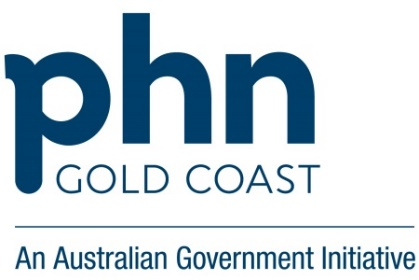 phn
GOLD COAST
An Australian Government Initiative